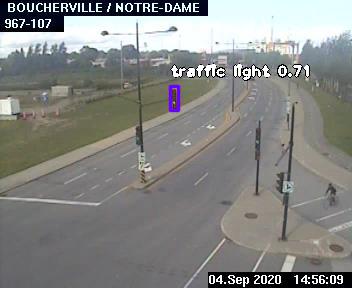 BOUCHERVILLE / NOTRE-DAME
967-107
traffic light 0.71
04.Sep 2020 14:56:09